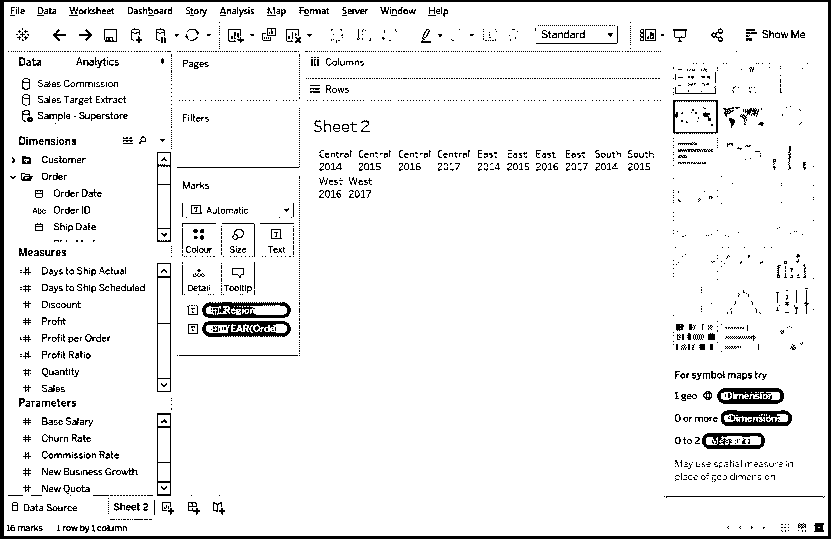 File Data Worksheet Dashboard Story Analysis Map Format Server Window Help
Standard
Show Me
Data Analytics
Sales Commission
Sales Target Extract
Sample - Superstore
Dimensions
Customer
Order
Order Date
Abc Order ID
Ship Date
Measures
Days to Ship Actual
Days to Ship Scheduled
Discount
Profit
Profit per Order
Profit Ratio
Quantity
Sales
Parameters
Base Salary
Churn Rate
Commission Rate
New Business Growth
New Quota
Pages
Filters
Marks
Automatic
Colour Size Text
Detail Tooltip
Region
YEAR(Orde
Columns
Rows
Sheet 2
Central Central Central Central East East East East South South
2014 2015 2016 2017 2014 2015 2016 2017 2014 2015
West West
2016 2017
For symbol maps try
1 geo Dimension
0 or more Dimensions
0 to 2
May use spatial measure in
place of geo dimension
Data Source Sheet 2
16 marks 1 row by 1 column